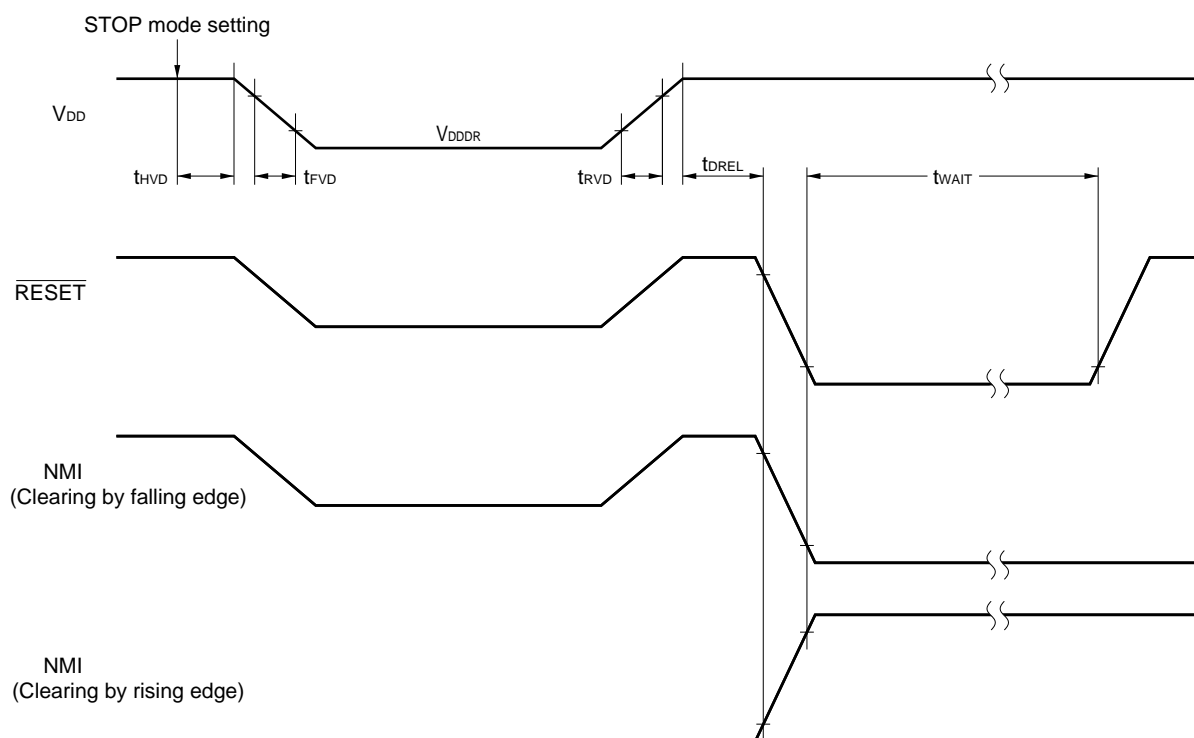 STOP mode setting
VDD
VDDDR
tHVD
tFVD
tRVD
tDREL
tWAIT
RESET
NMI
(Clearing by falling edge)
NMI
(Clearing by rising edge)